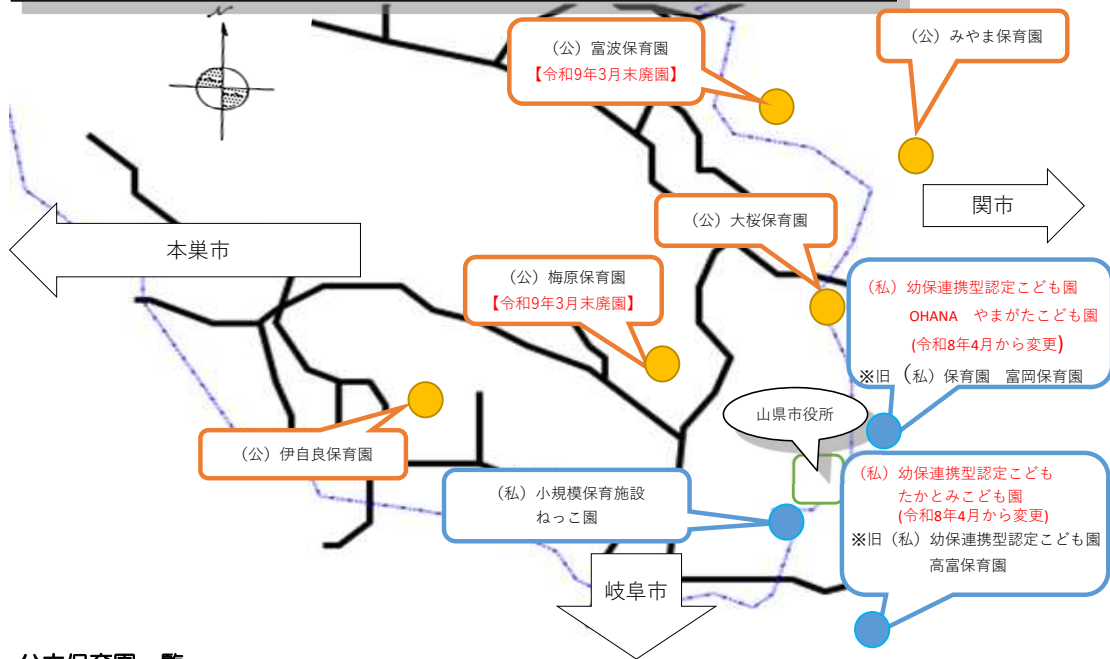 N
(公)富波保育園
【令和9年3月末廃園】
(公)みやま保育園
関市
(公)大桜保育園
本巣市
(公)梅原保育園
【令和9年3月末廃園】
(私)幼保連携型認定こども園
OHANA やまがたこども園
(令和8年4月から変更)
※旧(私)保育園 富岡保育園
山県市役所
(公)伊自良保育園
(私)小規模保育施設
ねっこ園
(私)幼保連携型認定こども
たかとみこども園
(令和8年4月から変更)
※旧(私)幼保連携型認定こども園
高富保育園
岐阜市